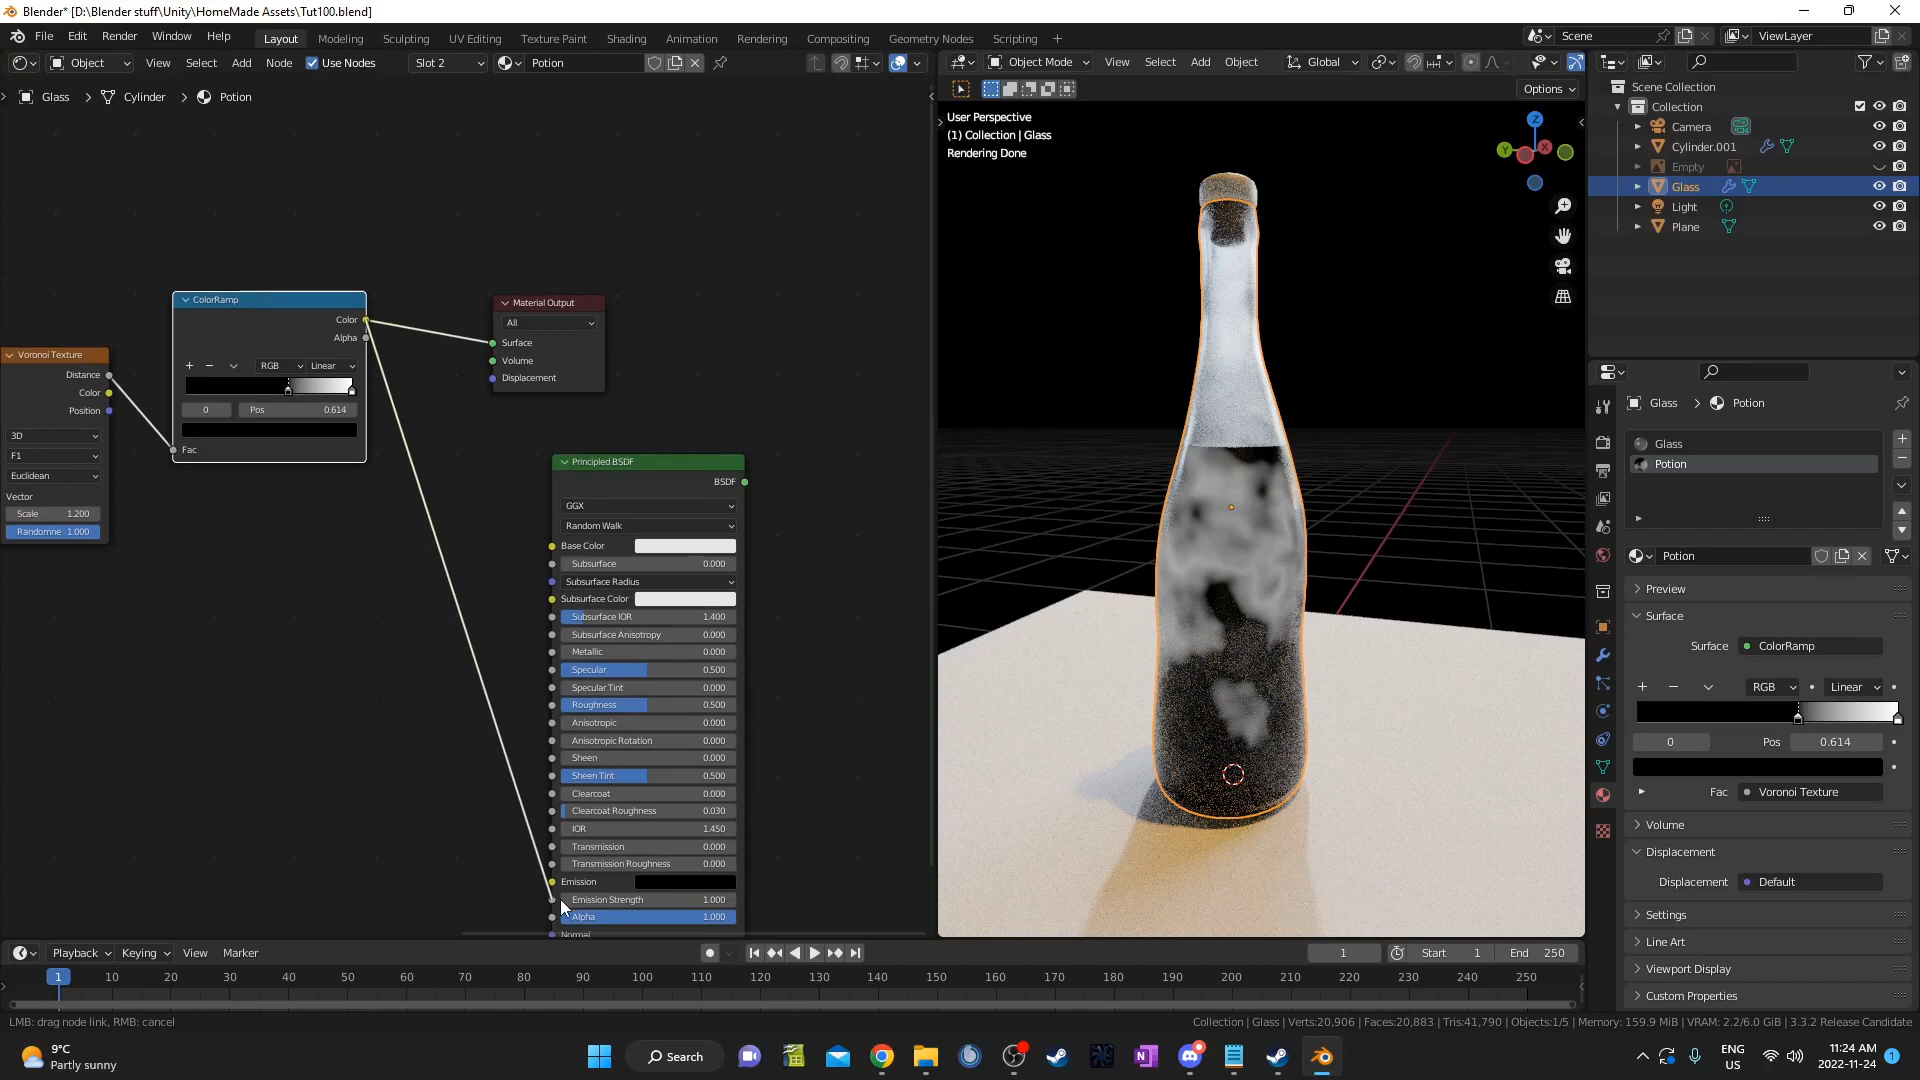 Blender* [D:\Blender stuff\Unity\HomeMade Assets\Tut100.blend]
File Edit Render Window Help Layout Modeling Sculpting UV Editing Texture Paint Shading Animation Rendering Compositing Geometry Nodes Scripting + Scene ViewLayer
Object View Select Add Node Use Nodes Slot 2 Potion
Object Mode View Select Add Object Global
Options
Glass > Cylinder > Potion
User Perspective
(1) Collection | Glass
Rendering Done
Z
Y
X
Scene Collection
Collection
Camera
Cylinder.001
Empty
Glass
Light
Plane
Voronoi Texture
Distance
Color
Position
3D
F1
Euclidean
Vector
Scale 1.200
Randomne 1.000
ColorRamp
Color
Alpha
RGB Linear
0 Pos 0.614
Fac
Material Output
All
Surface
Volume
Displacement
Principled BSDF
BSDF
GGX
Random Walk
Base Color
Subsurface 0.000
Subsurface Radius
Subsurface Color
Subsurface IOR 1.400
Subsurface Anisotropy 0.000
Metallic 0.000
Specular 0.500
Specular Tint 0.000
Roughness 0.500
Anisotropic 0.000
Anisotropic Rotation 0.000
Sheen 0.000
Sheen Tint 0.500
Clearcoat 0.000
Clearcoat Roughness 0.030
IOR 1.450
Transmission 0.000
Transmission Roughness 0.000
Emission
Emission Strength 1.000
Alpha 1.000
Normal
Glass > Potion
Glass
Potion
Potion
Preview
Surface
Surface ColorRamp
RGB Linear
0 Pos 0.614
Fac Voronoi Texture
Volume
Displacement
Displacement Default
Settings
Line Art
Viewport Display
Custom Properties
Playback Keying View Marker 1 Start 1 End 250
1 10 20 30 40 50 60 70 80 90 100 110 120 130 140 150 160 170 180 190 200 210 220 230 240 250
LMB: drag node link, RMB: cancel
Collection | Glass | Verts:20,906 | Faces:20,883 | Tris:41,790 | Objects:1/5 | Memory: 159.9 MiB | VRAM: 2.2/6.0 GiB | 3.3.2 Release Candidate
9°C
Partly sunny
Search
ENG
US
11:24 AM
2022-11-24
1